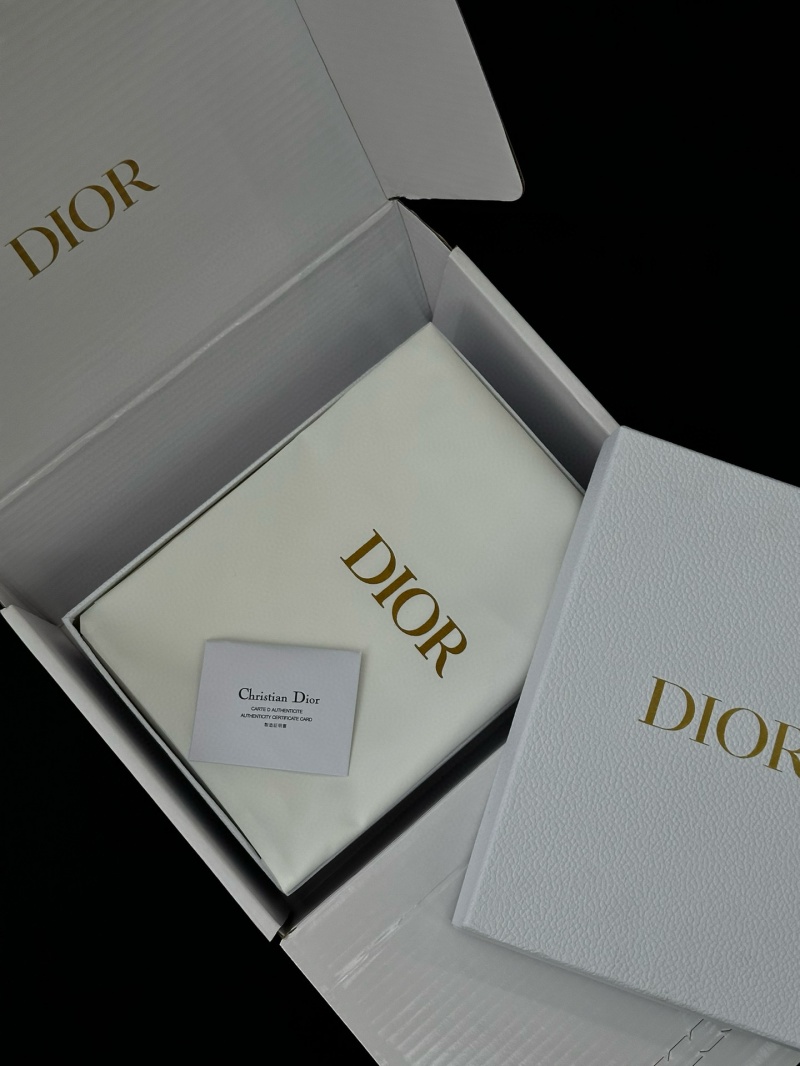 DIOR
DIOR
Christian Dior
CARTE D AUTHENTICITE
AUTHENTICITY CERTIFICATE CARD
DIOR